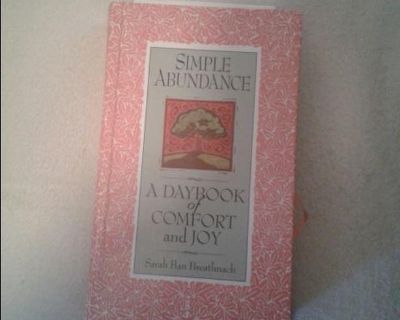 SIMPLE
ABUNDANCE
A DAYBOOK
of
COMFORT
and JOY
Sarah Ban Breathnach